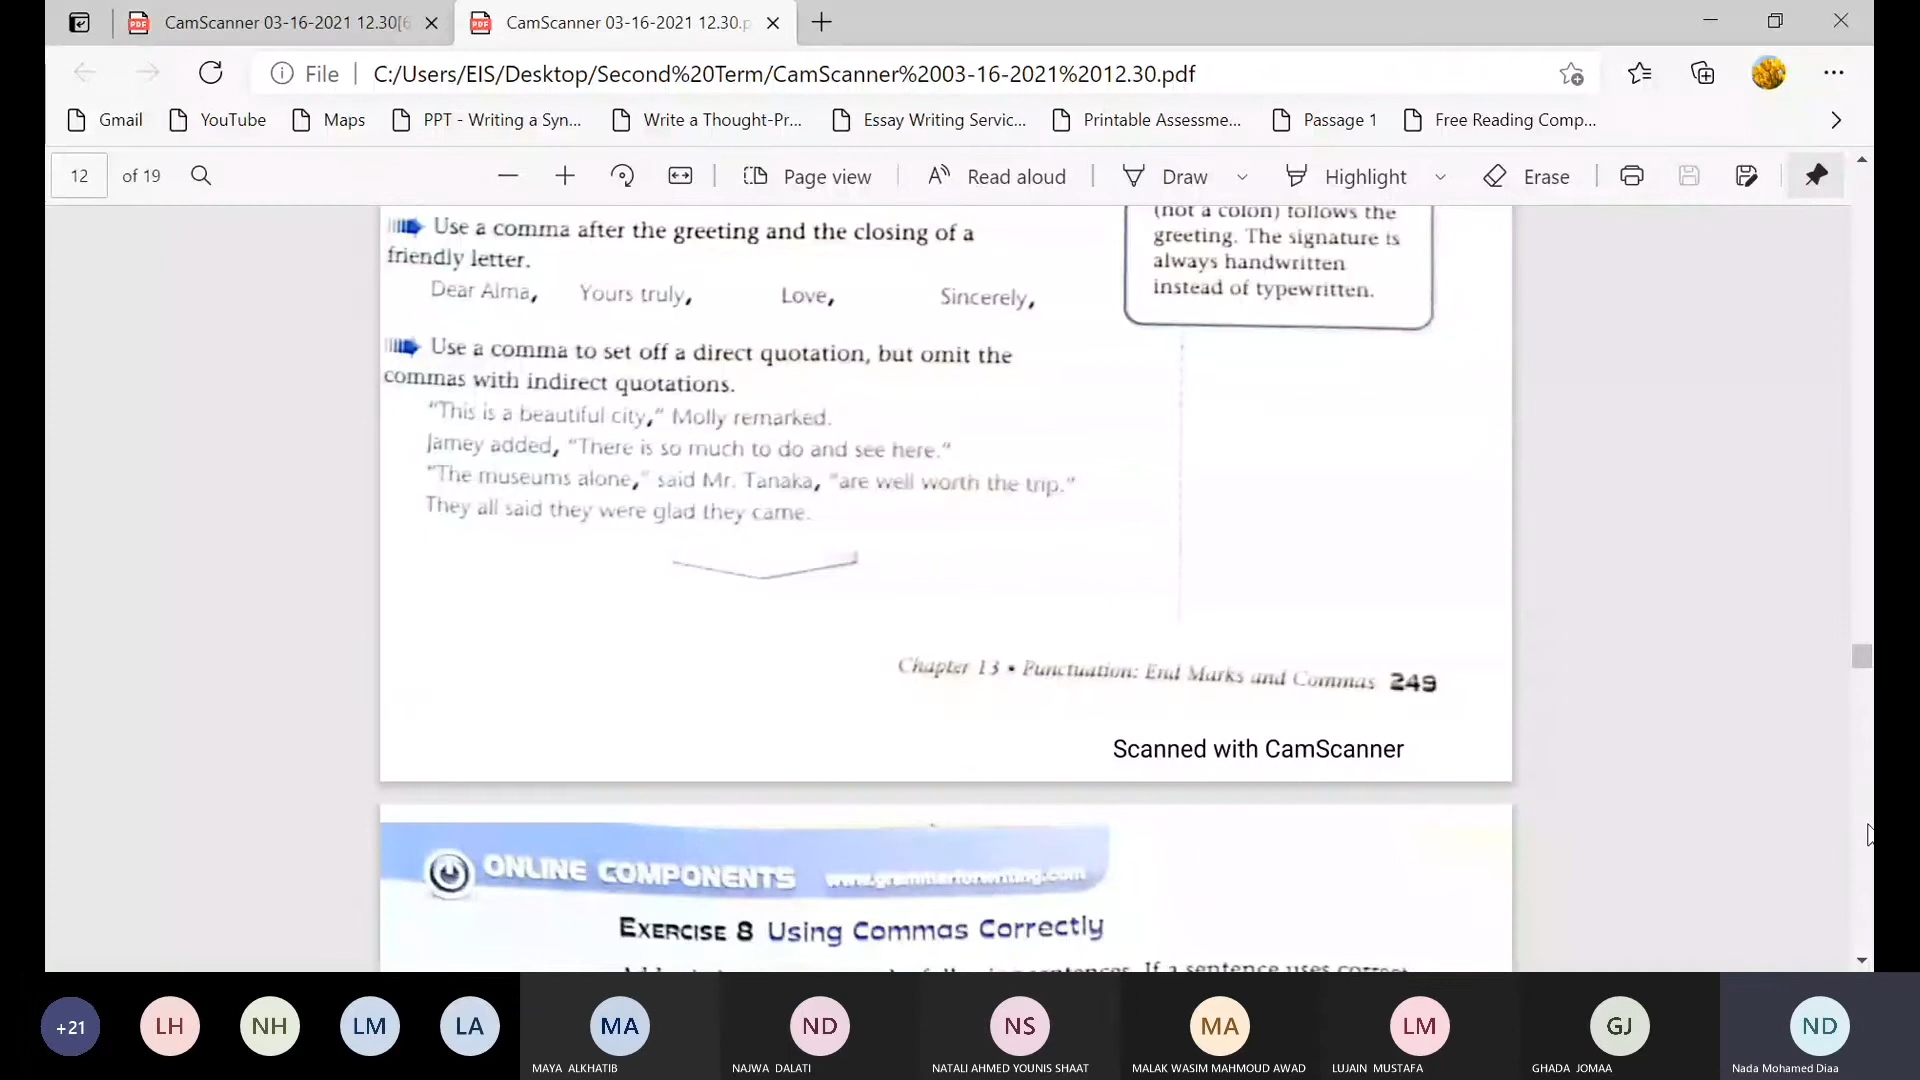 CamScanner 03-16-2021 12.30[6
CamScanner 03-16-2021 12.30.p
File
C:/Users/EIS/Desktop/Second%20Term/CamScanner%2003-16-2021%2012.30.pdf
Gmail
YouTube
Maps
PPT - Writing a Syn...
Write a Thought-Pr...
Essay Writing Servic...
Printable Assessme...
Passage 1
Free Reading Comp...
12 of 19
Page view
Read aloud
Draw
Highlight
Erase
Use a comma after the greeting and the closing of a
friendly letter.
Dear Alma, Yours truly, Love, Sincerely,
(not a colon) follows the
greeting. The signature is
always handwritten
instead of typewritten.
Use a comma to set off a direct quotation, but omit the
commas with indirect quotations.
"This is a beautiful city," Molly remarked.
Jamey added, "There is so much to do and see here."
"The museums alone," said Mr. Tanaka, "are well worth the trip."
They all said they were glad they came.
Chapter 13 • Punctuation: End Marks and Commas 249
Scanned with CamScanner
ONLINE COMPONENTS www.grammarforwriting.com
EXERCISE 8 Using Commas Correctly
sentences. If a sentence uses
+21
LH
NH
LM
LA
MA
ND
NS
MA
LM
GJ
ND
MAYA ALKHATIB
NAJWA DALATI
NATALI AHMED YOUNIS SHAAT
MALAK WASIM MAHMOUD AWAD
LUJAIN MUSTAFA
GHADA JOMAA
Nada Mohamed Diaa